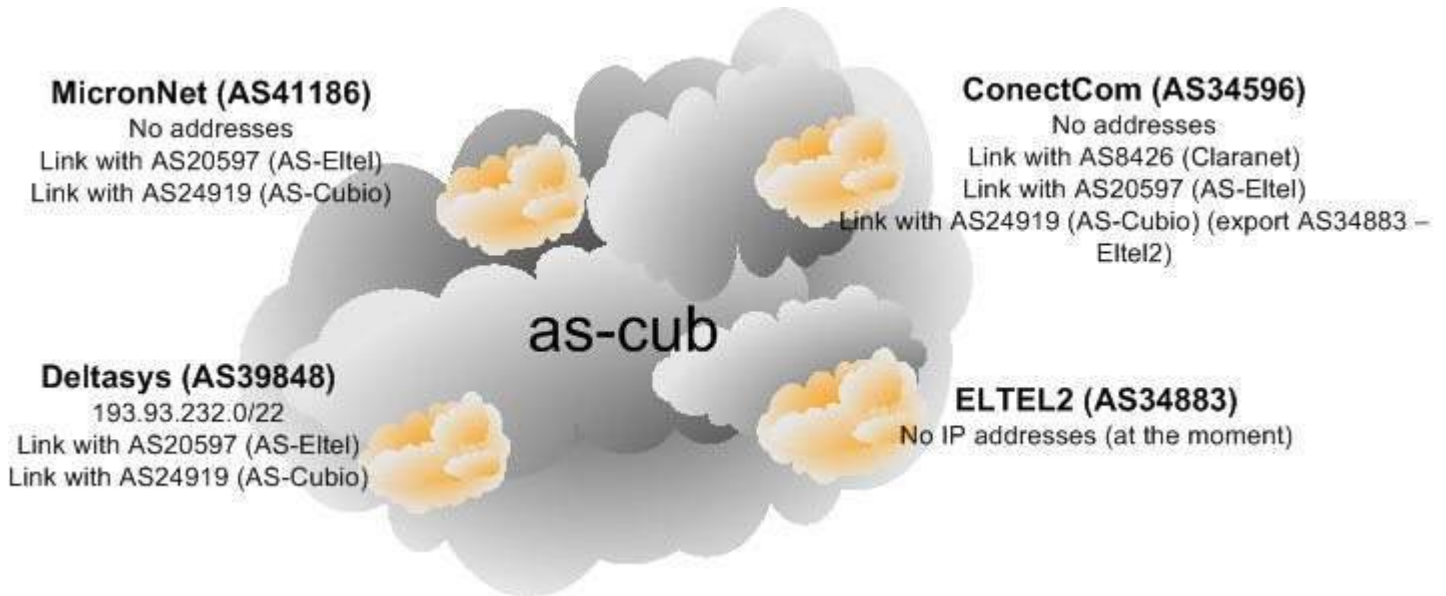 MicronNet (AS41186)
No addresses
Link with AS20597 (AS-Eltel)
Link with AS24919 (AS-Cubio)
ConectCom (AS34596)
No addresses
Link with AS8426 (Claranet)
Link with AS20597 (AS-Eltel)
Link with AS24919 (AS-Cubio) (export AS34883 –
Eltel2)
as-cub
Deltasys (AS39848)
193.93.232.0/22
Link with AS20597 (AS-Eltel)
Link with AS24919 (AS-Cubio)
ELTEL2 (AS34883)
No IP addresses (at the moment)